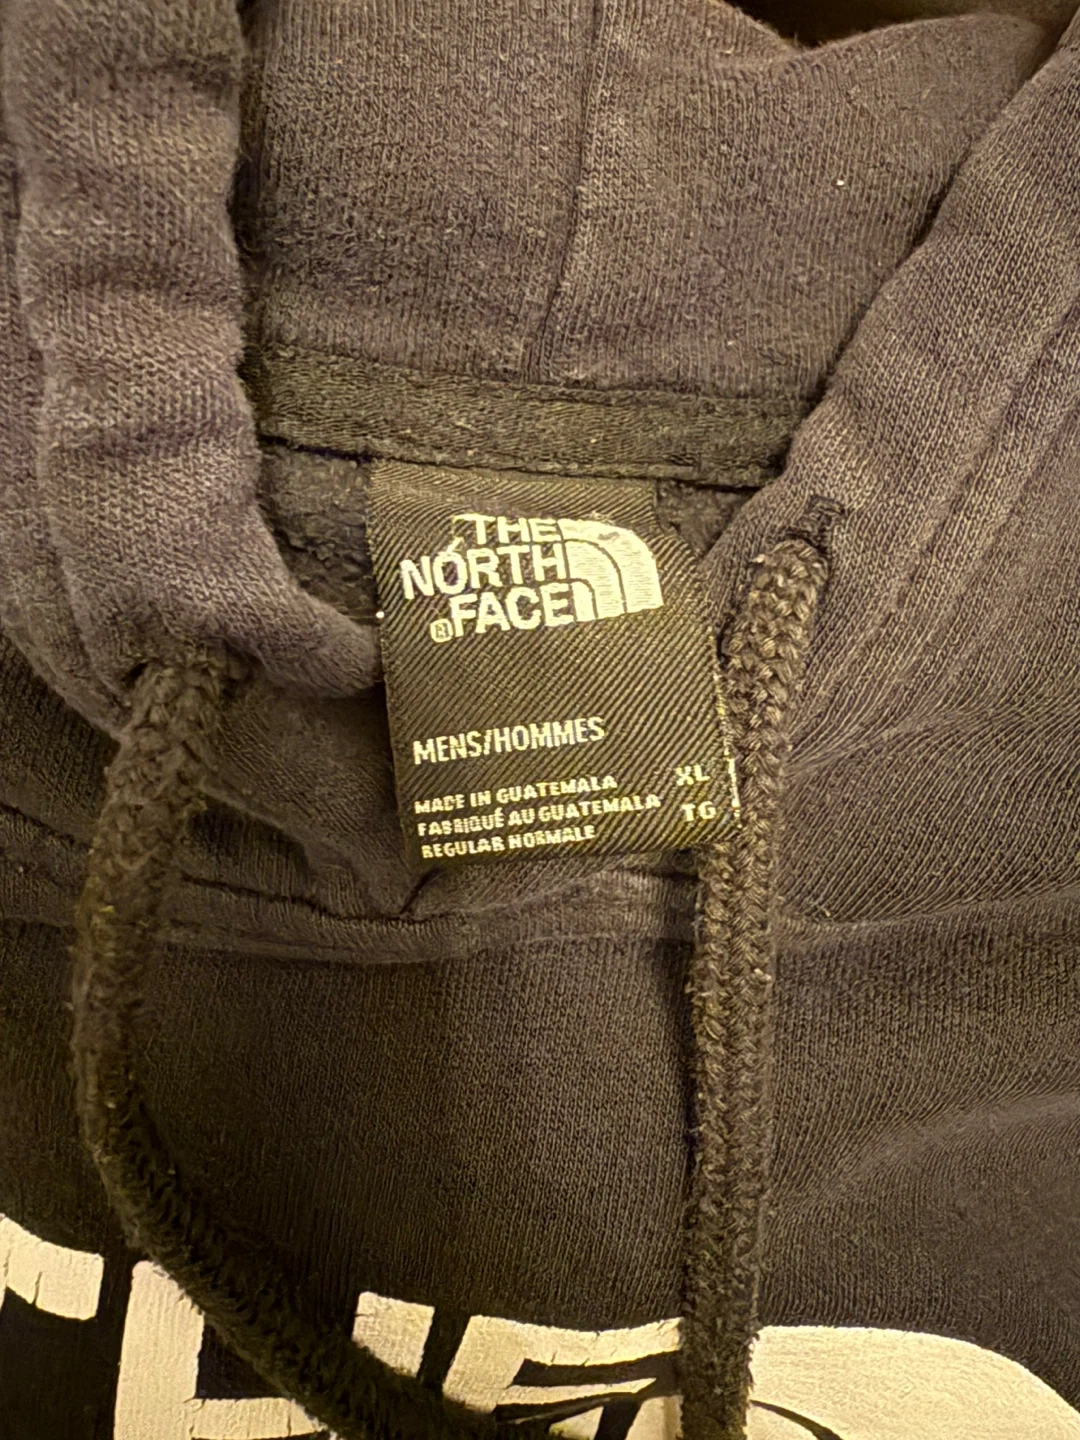 THE
NORTH
FACE
®
MENS/HOMMES
MADE IN GUATEMALA XL
FABRIQUÉ AU GUATEMALA TG
REGULAR NORMALE